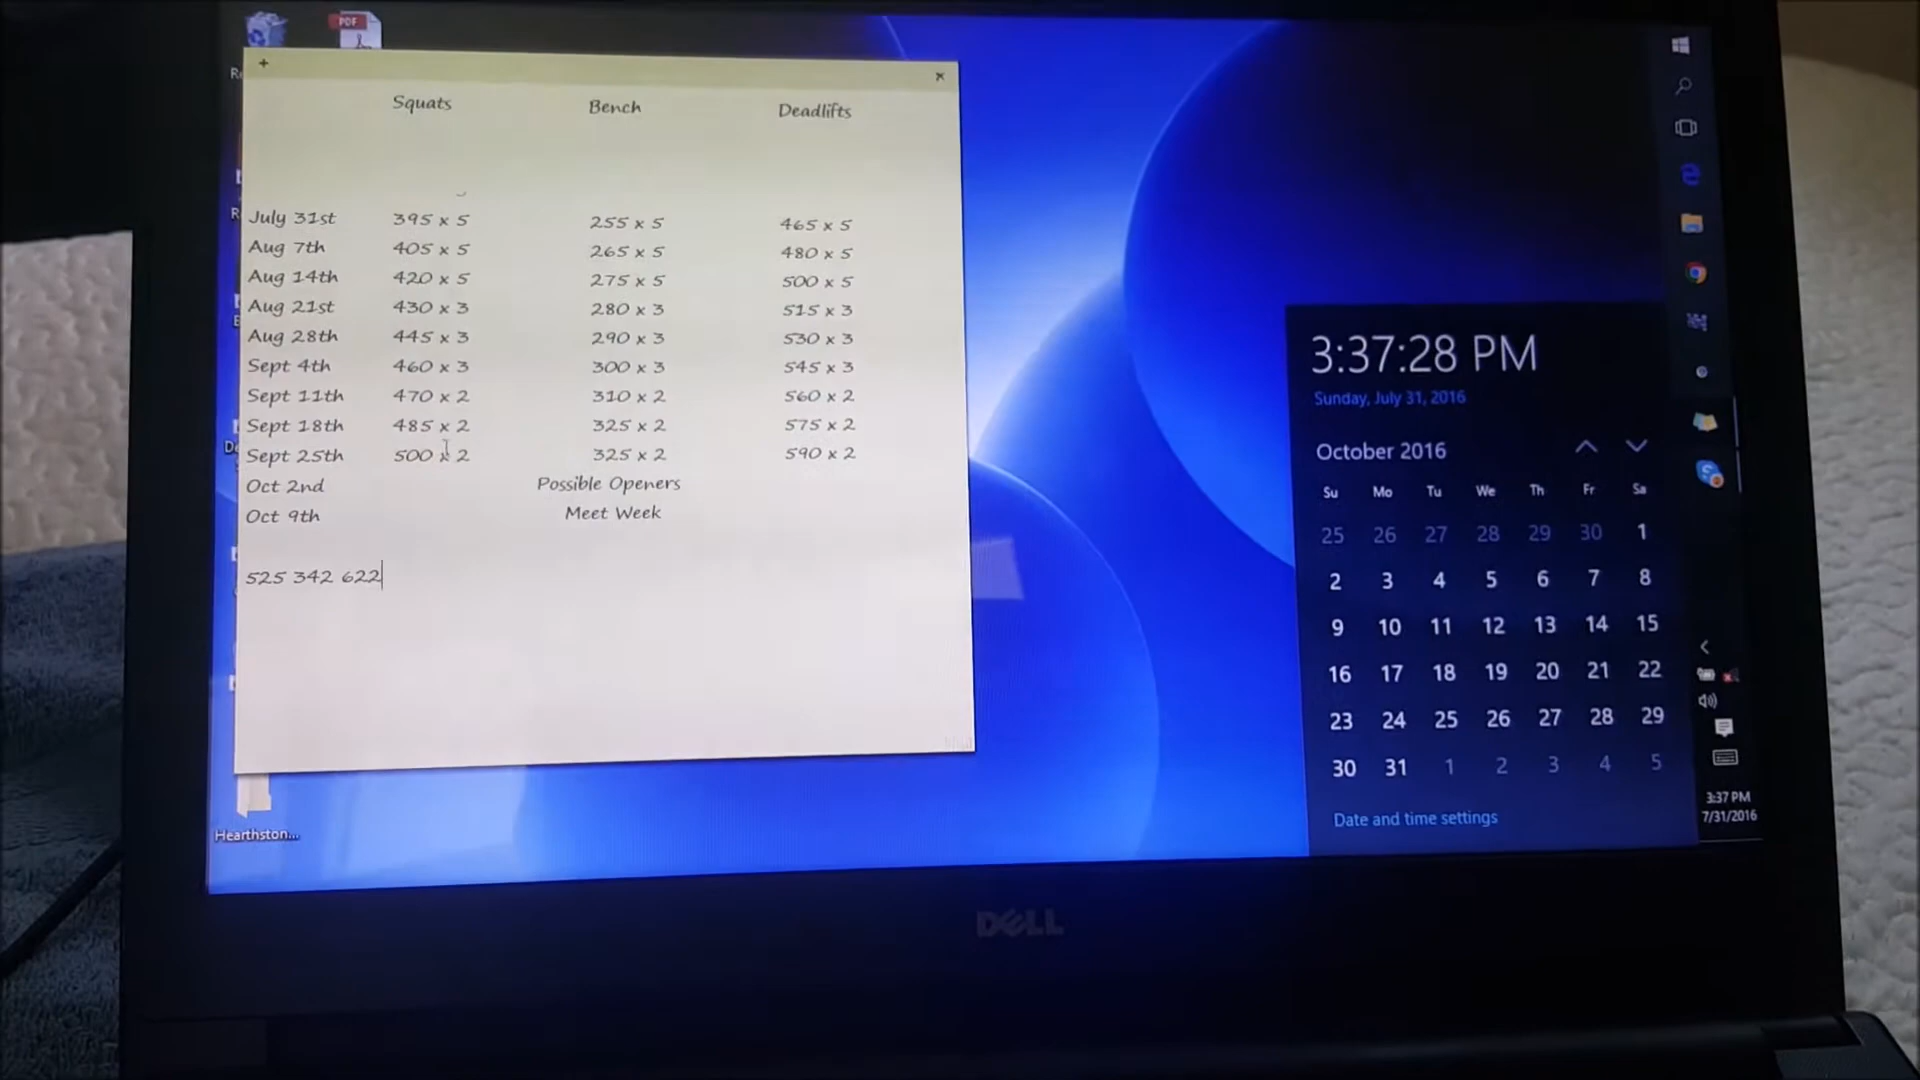 PDF
+
×
Squats Bench Deadlifts
July 31st 395 x 5 255 x 5 465 x 5
Aug 7th 405 x 5 265 x 5 480 x 5
Aug 14th 420 x 5 275 x 5 500 x 5
Aug 21st 430 x 3 280 x 3 515 x 3
Aug 28th 445 x 3 290 x 3 530 x 3
Sept 4th 460 x 3 300 x 3 545 x 3
Sept 11th 470 x 2 310 x 2 560 x 2
Sept 18th 485 x 2 325 x 2 575 x 2
Sept 25th 500 x 2 325 x 2 590 x 2
Oct 2nd Possible Openers
Oct 9th Meet Week
525 342 622
Hearthston...
3:37:28 PM
Sunday, July 31, 2016
October 2016
Su Mo Tu We Th Fr Sa
25 26 27 28 29 30 1
2 3 4 5 6 7 8
9 10 11 12 13 14 15
16 17 18 19 20 21 22
23 24 25 26 27 28 29
30 31 1 2 3 4 5
Date and time settings
3:37 PM
7/31/2016
DELL